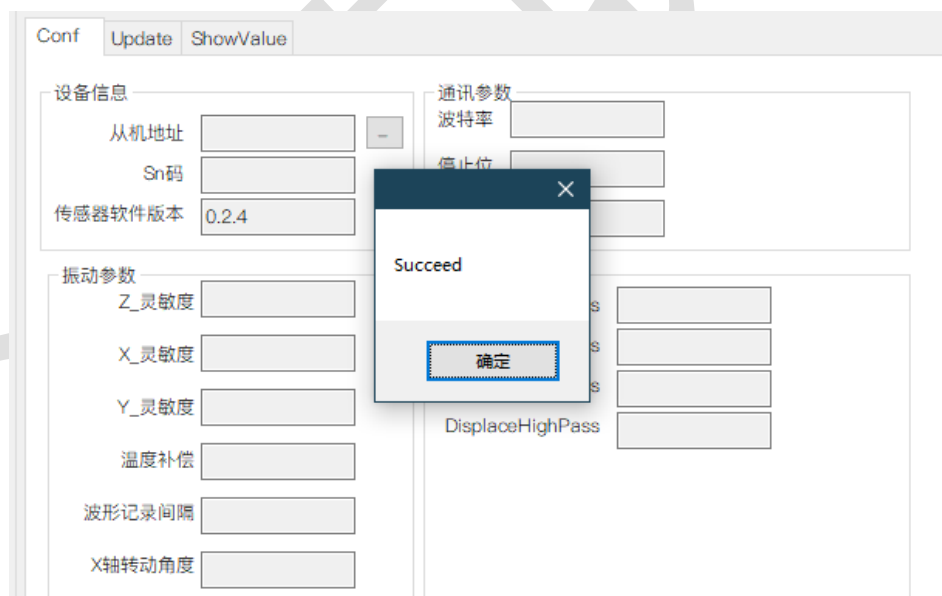 Conf Update ShowValue
设备信息
从机地址
..
Sn码
传感器软件版本 0.2.4
通讯参数
波特率
停止位
Succeed
确定
振动参数
Z_灵敏度
X_灵敏度
Y_灵敏度
温度补偿
波形记录间隔
X轴转动角度
s
s
s
DisplaceHighPass